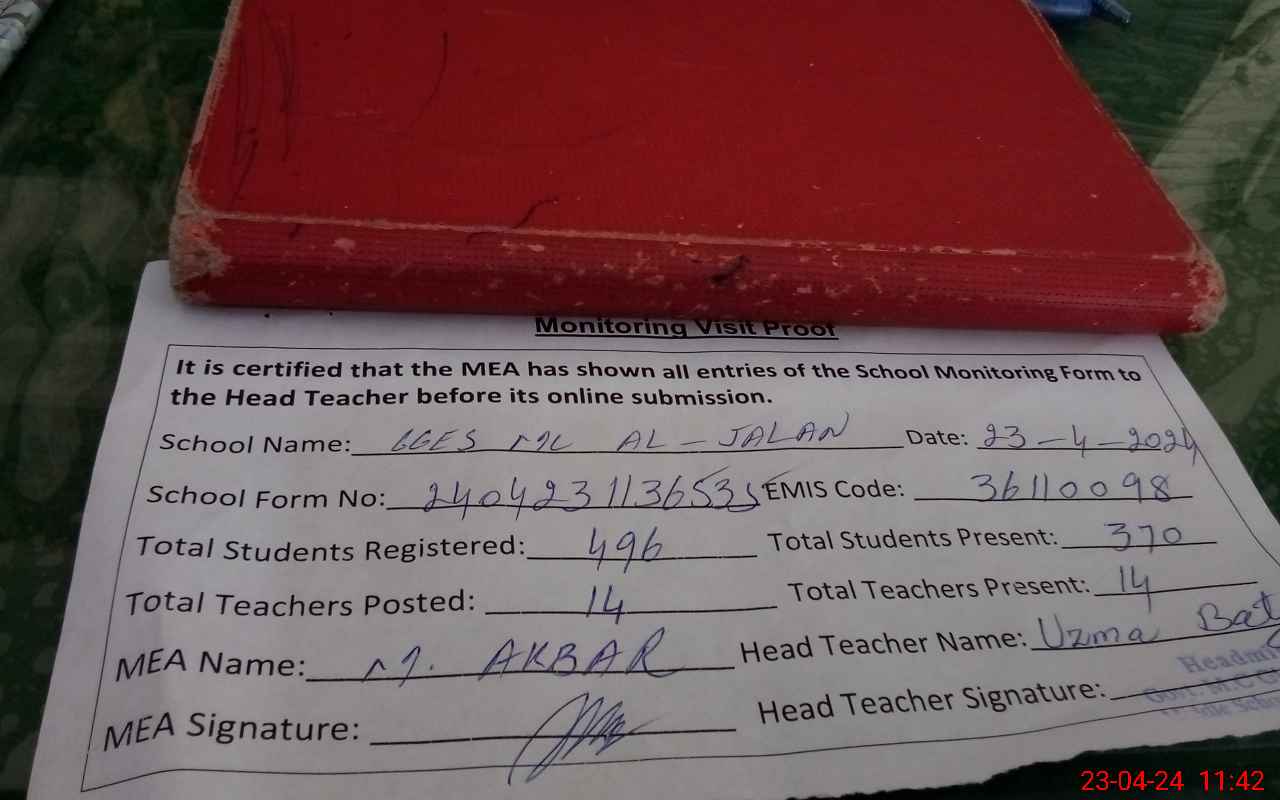 Monitoring Visit Proof
It is certified that the MEA has shown all entries of the School Monitoring Form to
the Head Teacher before its online submission.
School Name: GGES MC AL-JALAN Date: 23-4-2024
School Form No: 24042311136535 EMIS Code: 36110098
Total Students Registered: 496 Total Students Present: 370
Total Teachers Posted: 14 Total Teachers Present: 14
MEA Name: M. AKBAR Head Teacher Name: Uzma
MEA Signature: Head Teacher Signature:
Govt. M.C
23-04-24 11:42